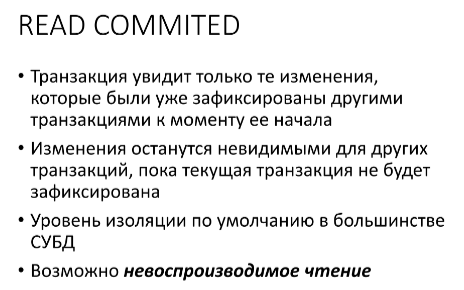 READ COMMITED
• Транзакция увидит только те изменения,
которые были уже зафиксированы другими
транзакциями к моменту ее начала
• Изменения останутся невидимыми для других
транзакций, пока текущая транзакция не будет
зафиксирована
• Уровень изоляции по умолчанию в большинстве
СУБД
• Возможно невоспроизводимое чтение